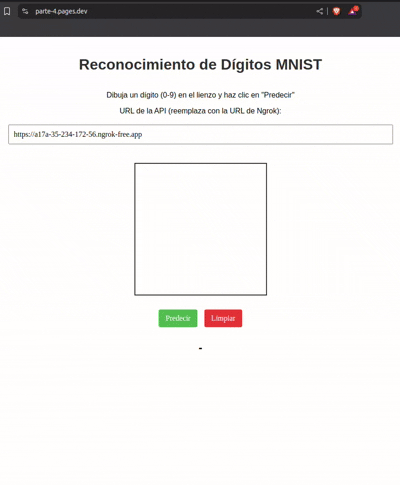 parte-4.pages.dev
Reconocimiento de Dígitos MNIST
Dibuja un dígito (0-9) en el lienzo y haz clic en "Predecir"
URL de la API (reemplaza con la URL de Ngrok):
https://a17a-35-234-172-56.ngrok-free.app
Predecir Limpiar
-